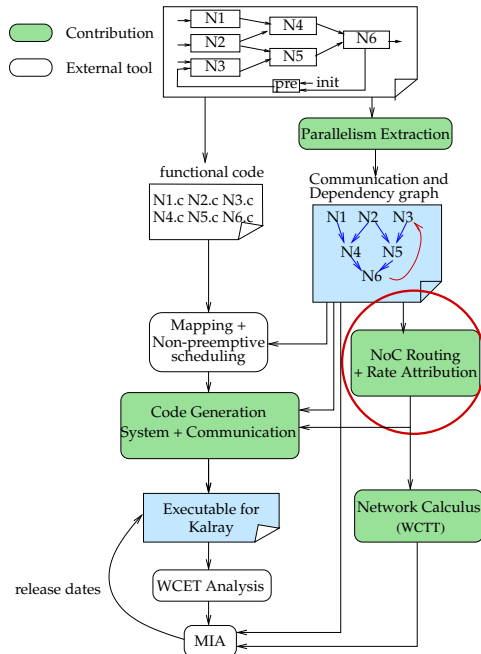 Contribution
External tool
N1
N2
N3
N4
N5
N6
pre
init
Parallelism Extraction
functional code
N1.c N2.c N3.c
N4.c N5.c N6.c
Communication and
Dependency graph
N1 N2 N3
N4 N5
N6
Mapping +
Non-preemptive
scheduling
NoC Routing
+ Rate Attribution
Code Generation
System + Communication
Executable for
Kalray
Network Calculus
(WCTT)
release dates
WCET Analysis
MIA